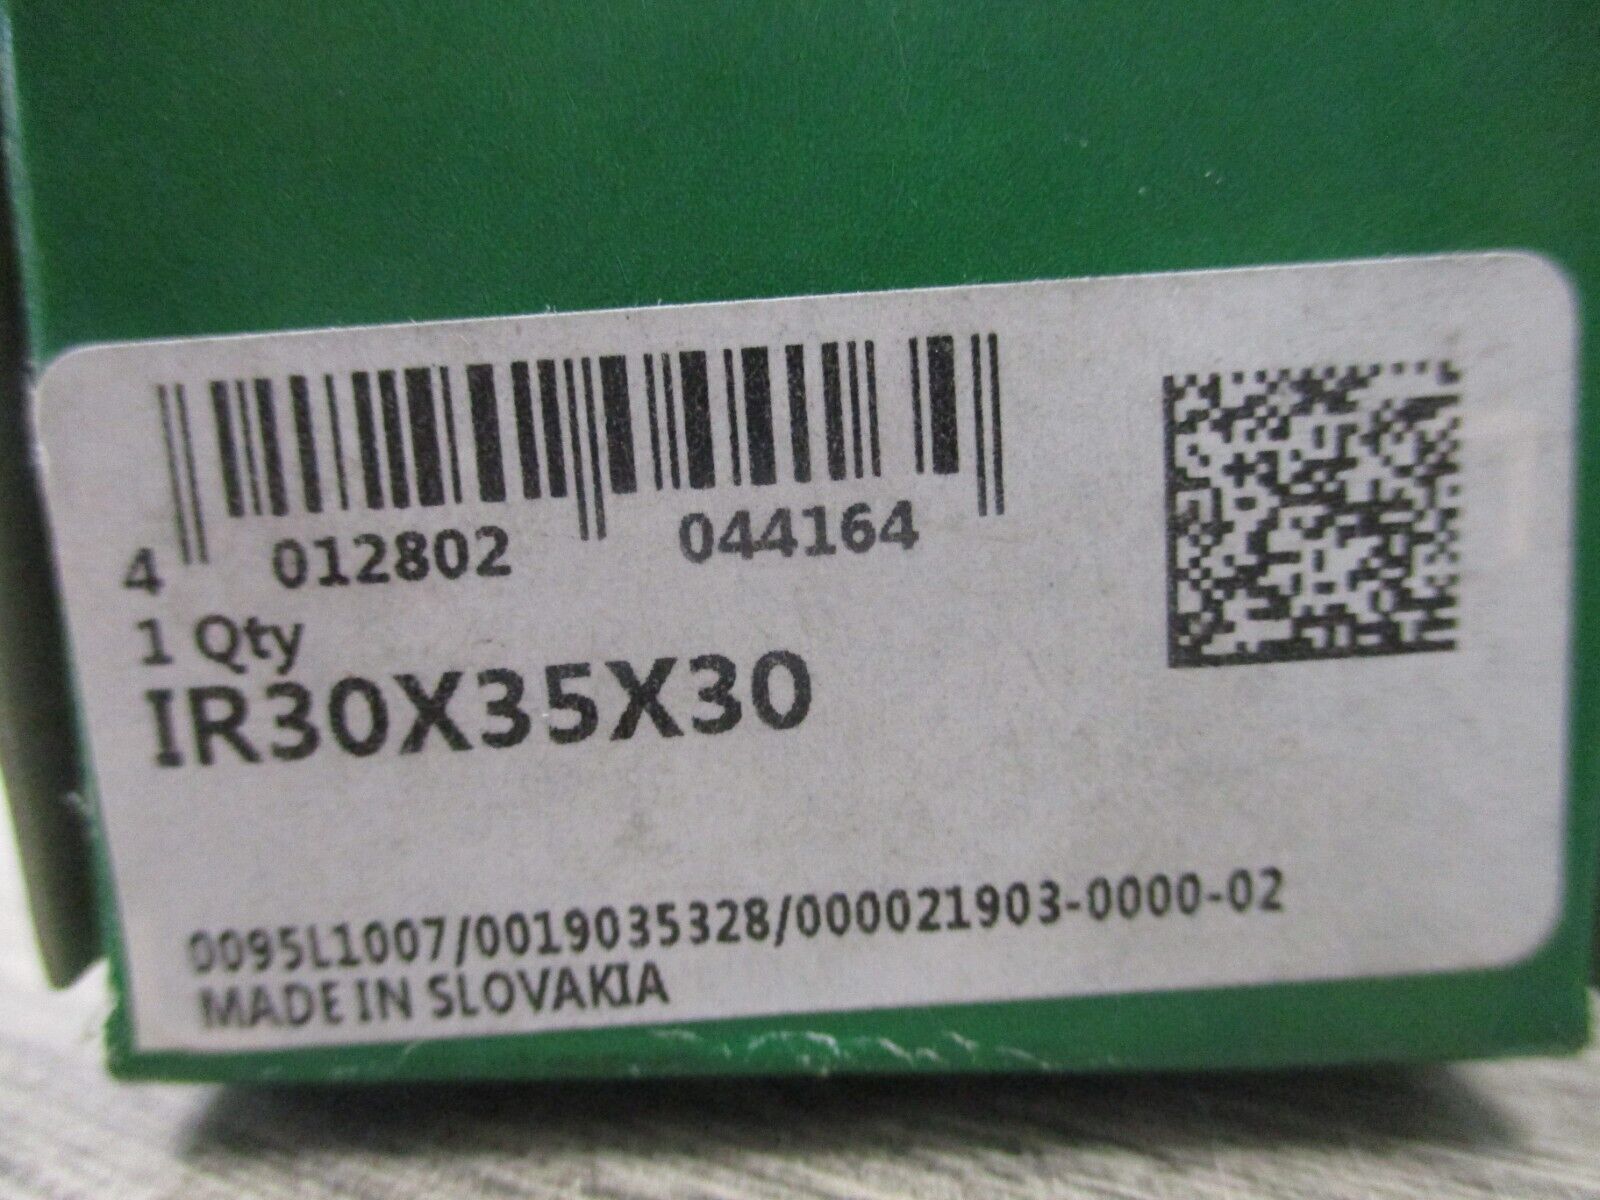 4 012802 044164
1 Qty
IR30X35X30
0095L1007/0019035328/000021903-0000-02
MADE IN SLOVAKIA